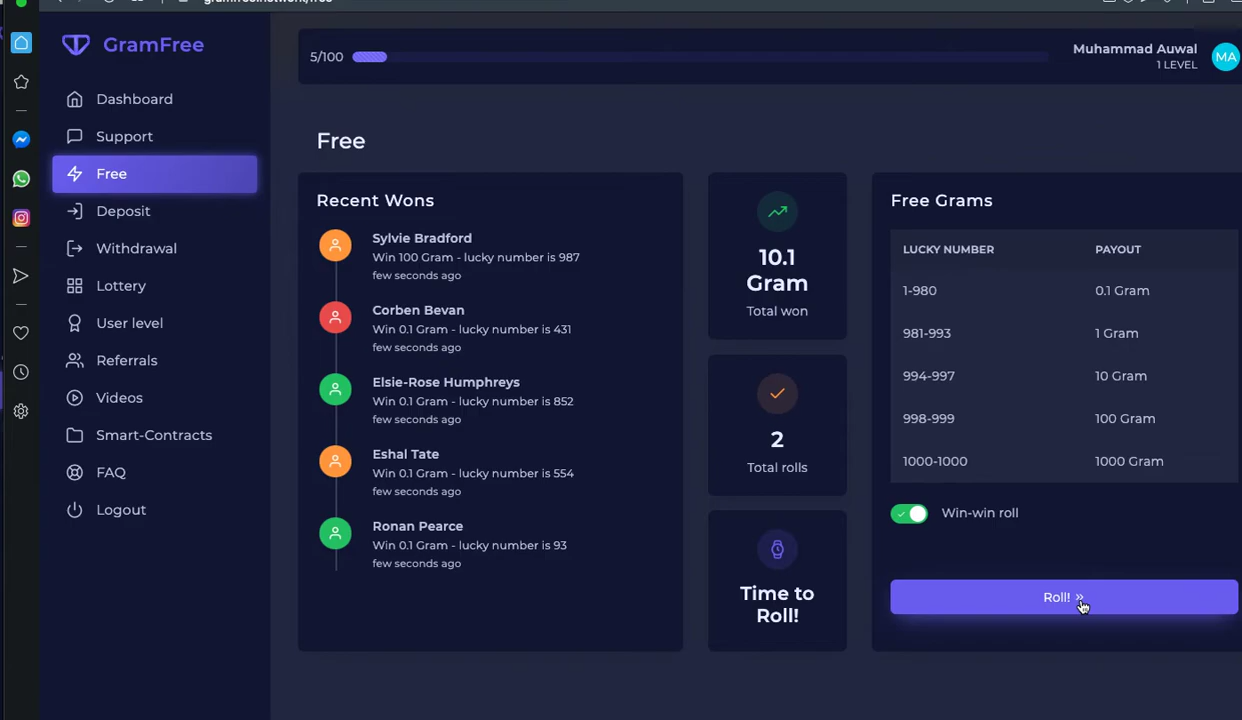 GramFree
Dashboard
Support
Free
Deposit
Withdrawal
Lottery
User level
Referrals
Videos
Smart-Contracts
FAQ
Logout
5/100
Muhammad Auwal
1 LEVEL
MA
Free
Recent Wons
Sylvie Bradford
Win 100 Gram - lucky number is 987
few seconds ago
Corben Bevan
Win 0.1 Gram - lucky number is 431
few seconds ago
Elsie-Rose Humphreys
Win 0.1 Gram - lucky number is 852
few seconds ago
Eshal Tate
Win 0.1 Gram - lucky number is 554
few seconds ago
Ronan Pearce
Win 0.1 Gram - lucky number is 93
few seconds ago
10.1
Gram
Total won
2
Total rolls
Time to
Roll!
Free Grams
LUCKY NUMBER PAYOUT
1-980 0.1 Gram
981-993 1 Gram
994-997 10 Gram
998-999 100 Gram
1000-1000 1000 Gram
Win-win roll
Roll! »